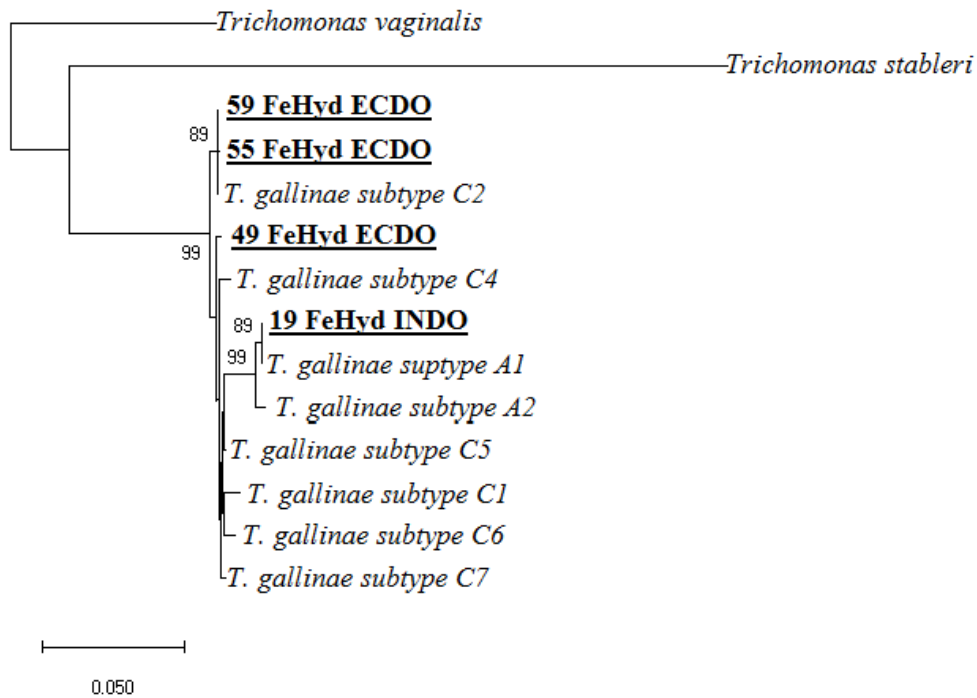 Trichomonas vaginalis
Trichomonas stableri
59 FeHyd ECDO
89
55 FeHyd ECDO
T. gallinae subtype C2
49 FeHyd ECDO
99
T. gallinae subtype C4
19 FeHyd INDO
89
99
T. gallinae suptype A1
T. gallinae subtype A2
T. gallinae subtype C5
T. gallinae subtype C1
T. gallinae subtype C6
T. gallinae subtype C7
0.050